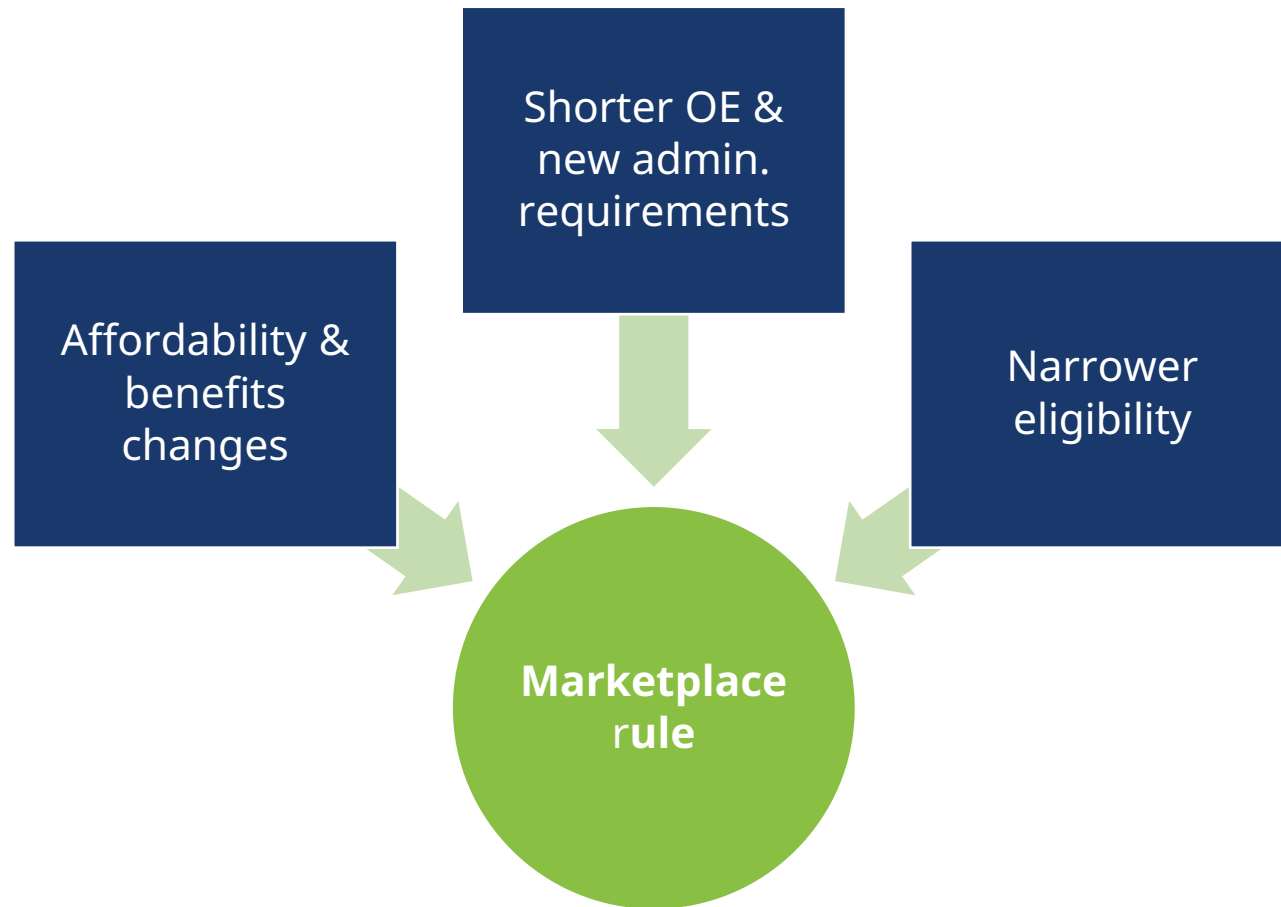 Shorter OE &
new admin.
requirements
Affordability &
benefits
changes
Narrower
eligibility
Marketplace
rule